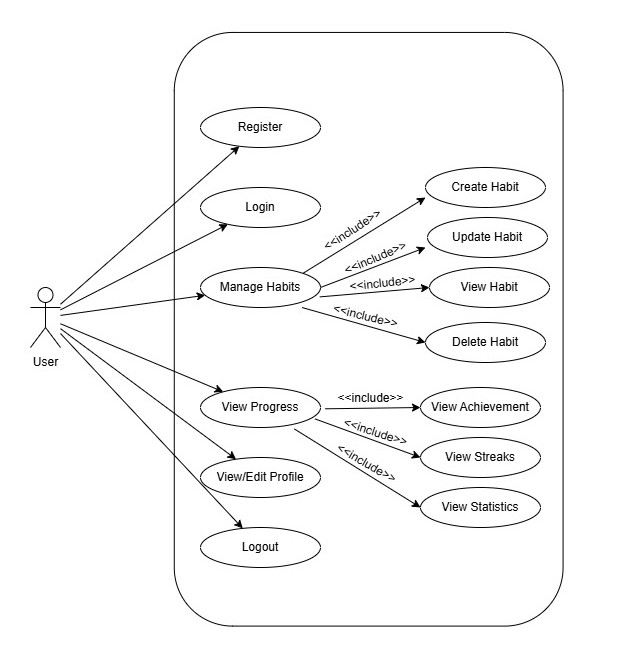 Register
Login
Manage Habits
<<include>>
Create Habit
<<include>>
Update Habit
<<include>>
View Habit
<<include>>
Delete Habit
User
View Progress
<<include>>
View Achievement
<<include>>
View Streaks
<<include>>
View Statistics
View/Edit Profile
Logout